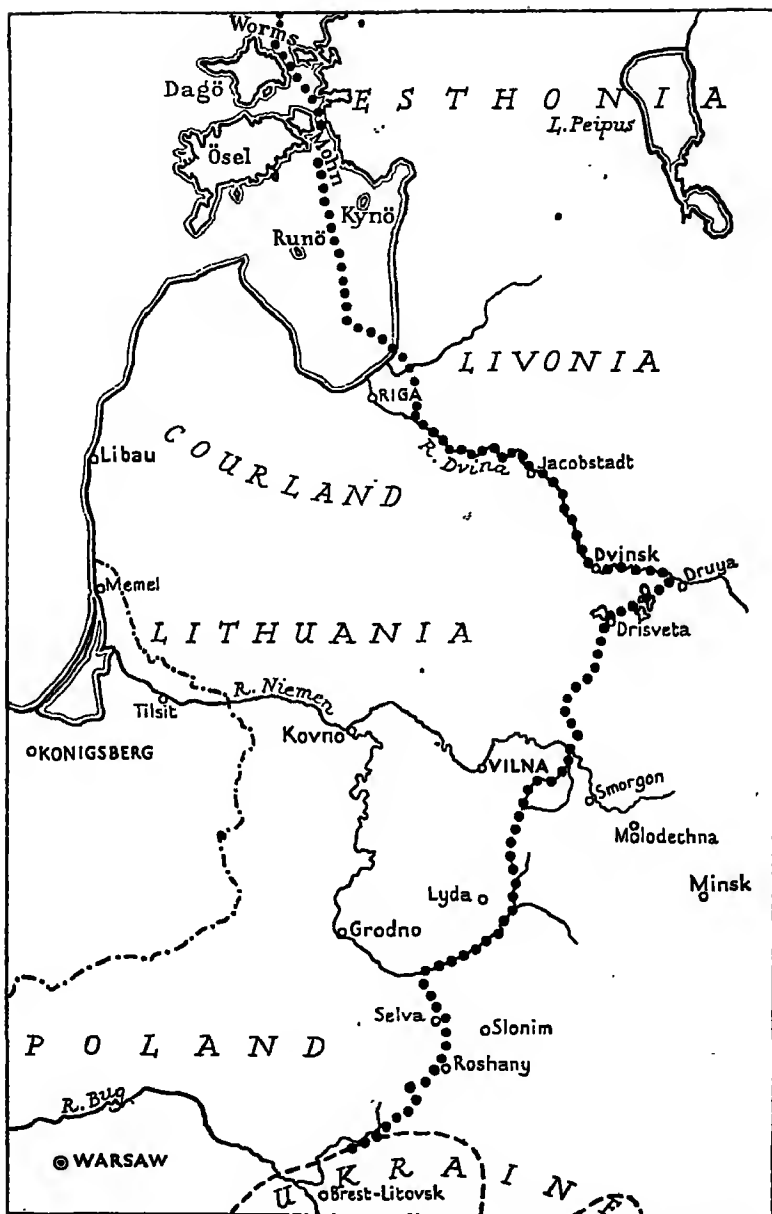 Worms
Dagö
ESTHONIA
L. Peipus
Ösel
Mohn
Kynö
Runö
LIVONIA
RIGA
COURLAND
R. Dvina
Jacobstadt
Libau
Dvinsk
Druya
Memel
Drisveta
LITHUANIA
R. Niemen
Tilsit
Kovno
KONIGSBERG
VILNA
Smorgon
Molodechna
Minsk
Lyda
Grodno
Selva
Slonim
POLAND
Roshany
R. Bug
WARSAW
UKRAINE
Brest-Litovsk